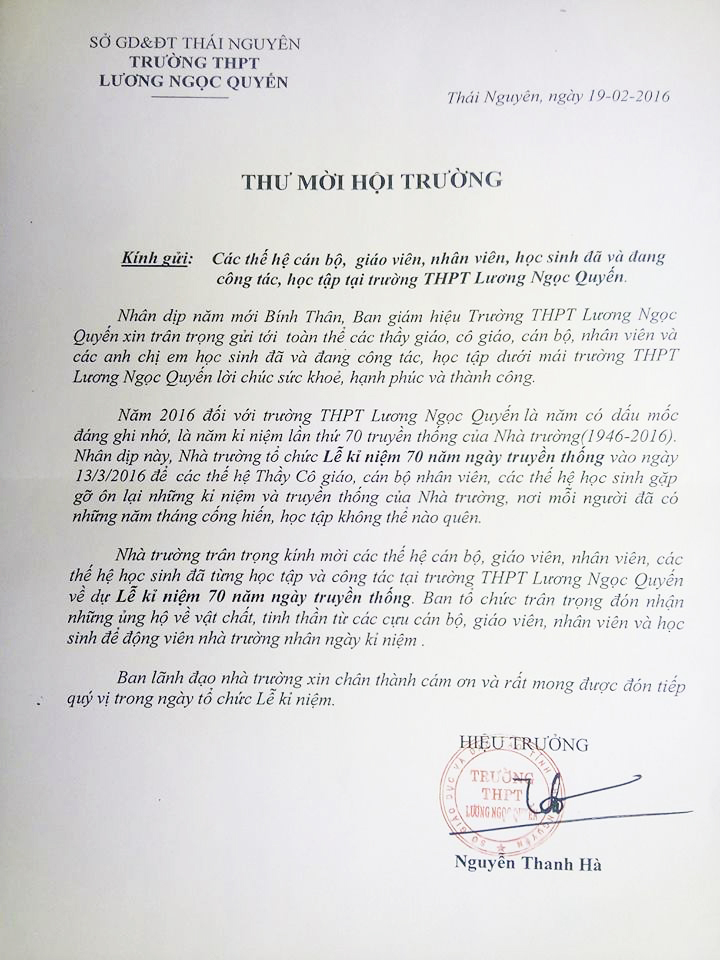 SỞ GD&ĐT THÁI NGUYÊN
TRƯỜNG THPT
LƯƠNG NGỌC QUYẾN
Thái Nguyên, ngày 19-02-2016
THƯ MỜI HỘI TRƯỜNG
Kính gửi: Các thế hệ cán bộ, giáo viên, nhân viên, học sinh đã và đang
công tác, học tập tại trường THPT Lương Ngọc Quyến.
Nhân dịp năm mới Bính Thân, Ban giám hiệu Trường THPT Lương Ngọc
Quyến xin trân trọng gửi tới toàn thể các thầy giáo, cô giáo, cán bộ, nhân viên và
các anh chị em học sinh đã và đang công tác, học tập dưới mái trường THPT
Lương Ngọc Quyến lời chúc sức khoẻ, hạnh phúc và thành công.
Năm 2016 đối với trường THPT Lương Ngọc Quyến là năm có dấu mốc
đáng ghi nhớ, là năm kỉ niệm lần thứ 70 truyền thống của Nhà trường(1946-2016).
Nhân dịp này, Nhà trường tổ chức Lễ kỉ niệm 70 năm ngày truyền thống vào ngày
13/3/2016 để các thế hệ Thầy Cô giáo, cán bộ nhân viên, các thế hệ học sinh gặp
gỡ ôn lại những kỉ niệm và truyền thống của Nhà trường, nơi mỗi người đã có
những năm tháng cống hiến, học tập không thể nào quên.
Nhà trường trân trọng kính mời các thế hệ cán bộ, giáo viên, nhân viên, các
thế hệ học sinh đã từng học tập và công tác tại trường THPT Lương Ngọc Quyến
về dự Lễ kỉ niệm 70 năm ngày truyền thống. Ban tổ chức trân trọng đón nhận
những ủng hộ về vật chất, tinh thần từ các cựu cán bộ, giáo viên, nhân viên và học
sinh để động viên nhà trường nhân ngày kỉ niệm .
Ban lãnh đạo nhà trường xin chân thành cám ơn và rất mong được đón tiếp
quý vị trong ngày tổ chức Lễ kỉ niệm.
HIỆU TRƯỞNG
TRƯỜNG
THPT
LƯƠNG NGỌC QUYẾN
Nguyễn Thanh Hà